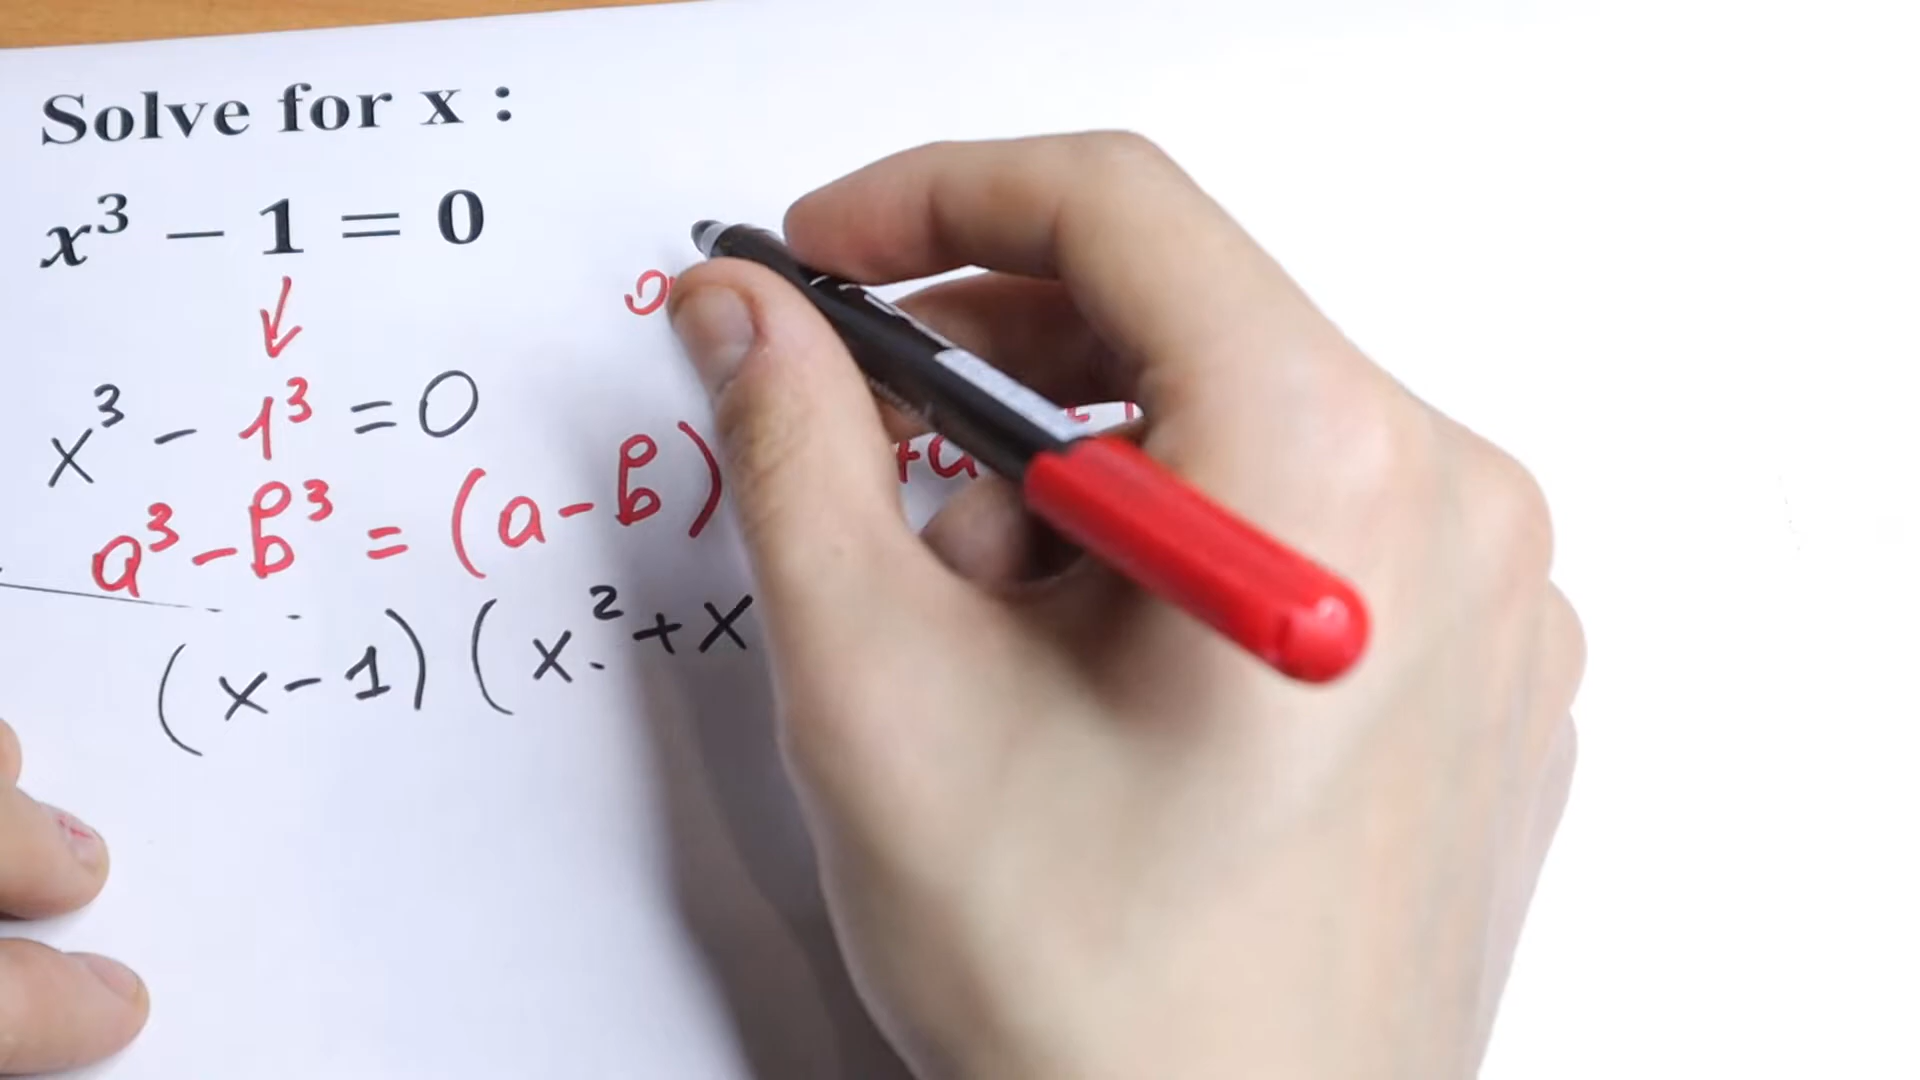 Solve for x :
x³ − 1 = 0
x³ - 1³ = 0
a³ - b³ = (a - b) + a
(x - 1) (x² + x